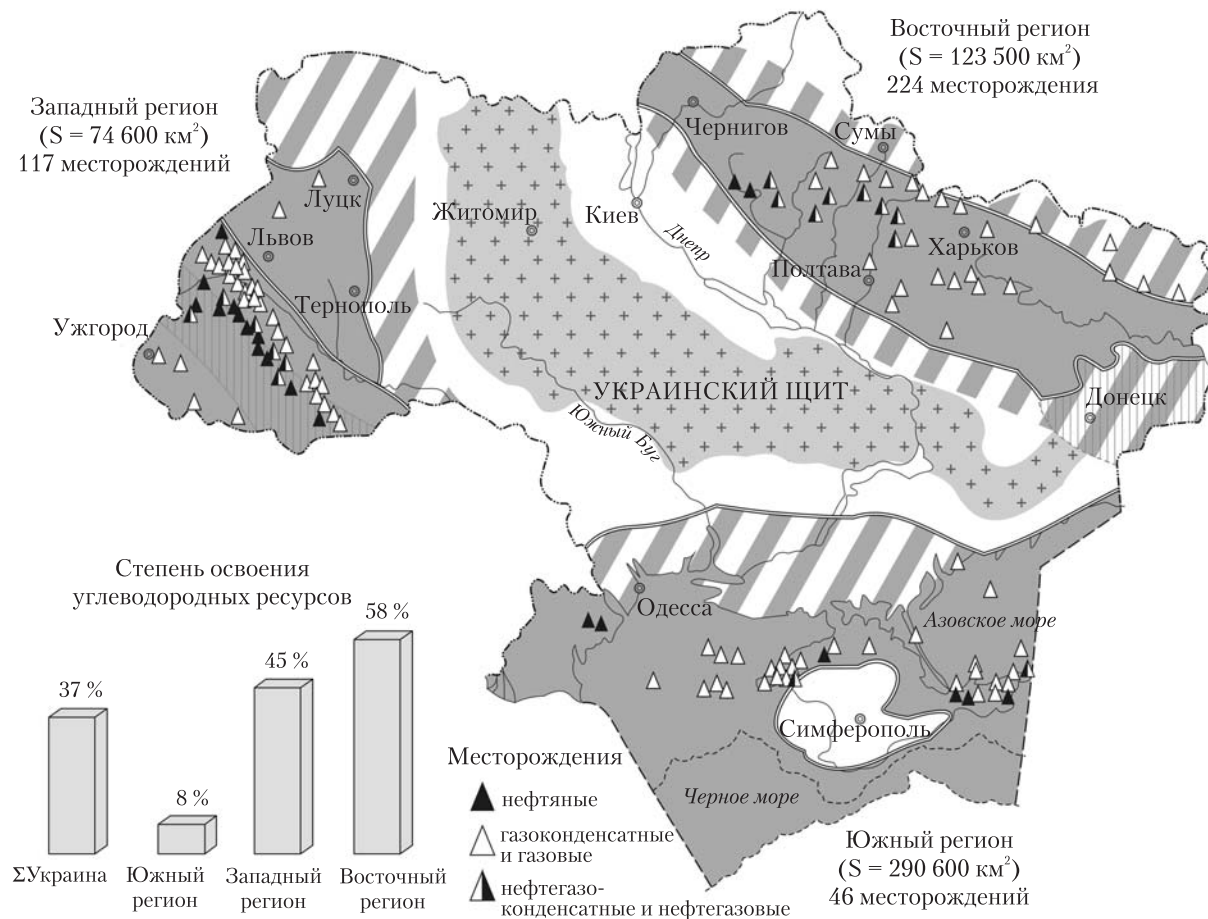 Восточный регион
(S = 123 500 км²)
224 месторождения
Западный регион
(S = 74 600 км²)
117 месторождений
Чернигов
Сумы
Луцк
Житомир
Киев
Львов
Днепр
Харьков
Полтава
Тернополь
Ужгород
УКРАИНСКИЙ ЩИТ
Донецк
Южный Буг
Степень освоения
углеводородных ресурсов
58 %
45 %
37 %
8 %
ΣУкраина
Южный
регион
Западный
регион
Восточный
регион
Одесса
Азовское море
Симферополь
Черное море
Месторождения
нефтяные
газоконденсатные
и газовые
нефтегазо-
конденсатные и нефтегазовые
Южный регион
(S = 290 600 км²)
46 месторождений